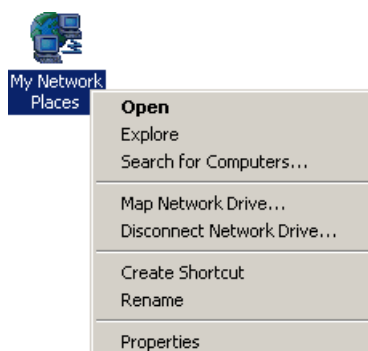 My Network
Places
Open
Explore
Search for Computers...
Map Network Drive...
Disconnect Network Drive...
Create Shortcut
Rename
Properties